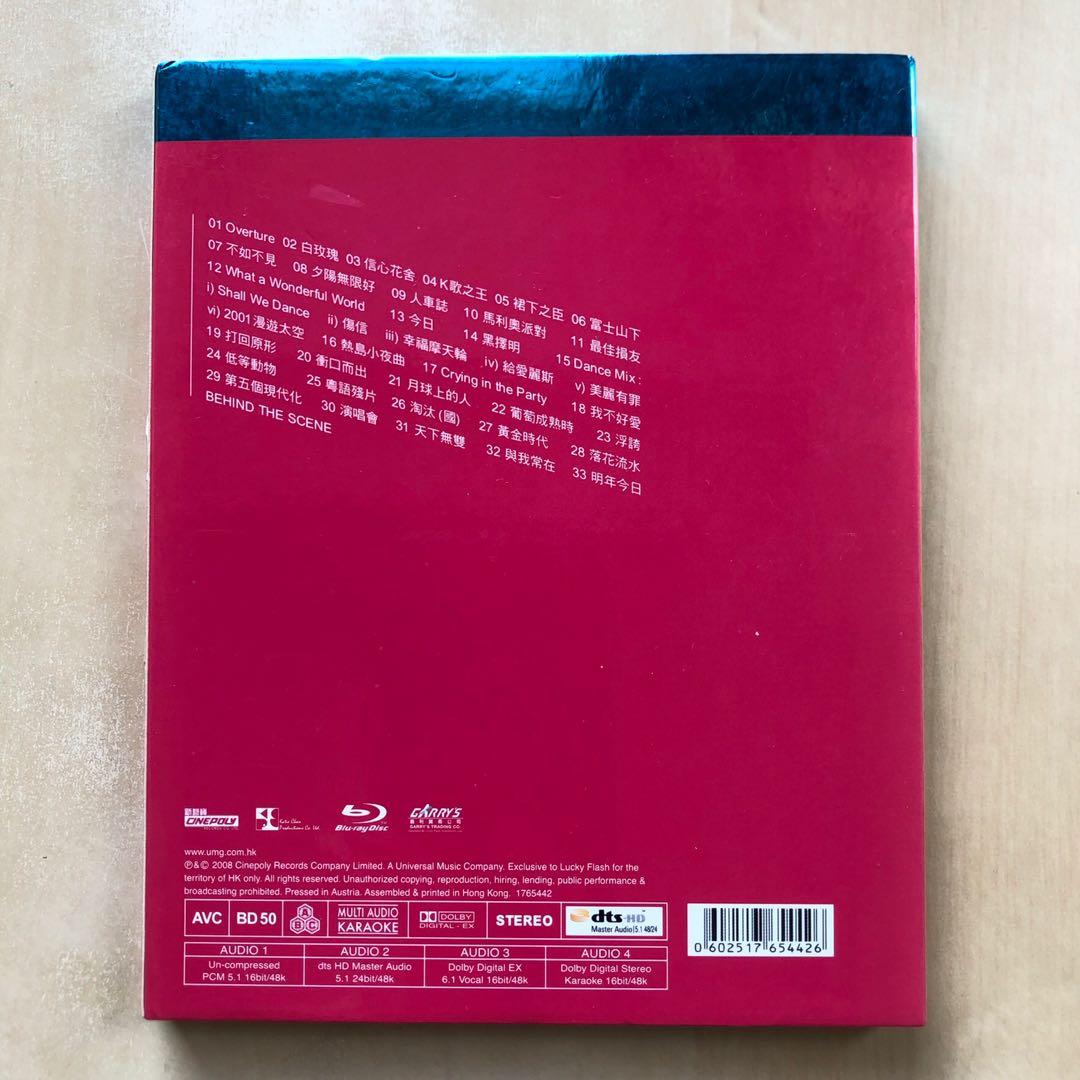 01 Overture 02 白玫瑰 03 信心花舍 04 K歌之王 05 裙下之臣 06 富士山下
07 不如不見 08 夕陽無限好 09 人車誌 10 馬利奧派對 11 最佳損友
12 What a Wonderful World 13 今日 14 黑擇明 15 Dance Mix :
i) Shall We Dance ii) 傷信 iii) 幸福摩天輪 iv) 給愛麗斯 v) 美麗有罪
vi) 2001 漫遊太空 16 熱島小夜曲 17 Crying in the Party 18 我不好愛
19 打回原形 20 衝口而出 21 月球上的人 22 葡萄成熟時 23 浮誇
24 低等動物 25 粵語殘片 26 淘汰 (國) 27 黃金時代 28 落花流水
29 第五個現代化 30 演唱會 31 天下無雙 32 與我常在 33 明年今日
BEHIND THE SCENE
新藝寶 CINEPOLY RECORDS CO. LTD.
Productions Co. Ltd.
Blu-ray Disc
GARRY'S
GARRY'S TRADING CO.
www.umg.com.hk
℗&© 2008 Cinepoly Records Company Limited. A Universal Music Company. Exclusive to Lucky Flash for the
territory of HK only. All rights reserved. Unauthorized copying, reproduction, hiring, lending, public performance &
broadcasting prohibited. Pressed in Austria. Assembled & printed in Hong Kong. 1765442
AVC BD 50 A B C MULTI AUDIO KARAOKE DOLBY DIGITAL - EX STEREO dts-HD Master Audio|5.1 48/24
AUDIO 1 AUDIO 2 AUDIO 3 AUDIO 4
Un-compressed dts HD Master Audio Dolby Digital EX Dolby Digital Stereo
PCM 5.1 16bit/48k 5.1 24bit/48k 6.1 Vocal 16bit/48k Karaoke 16bit/48k
0 602517 654426